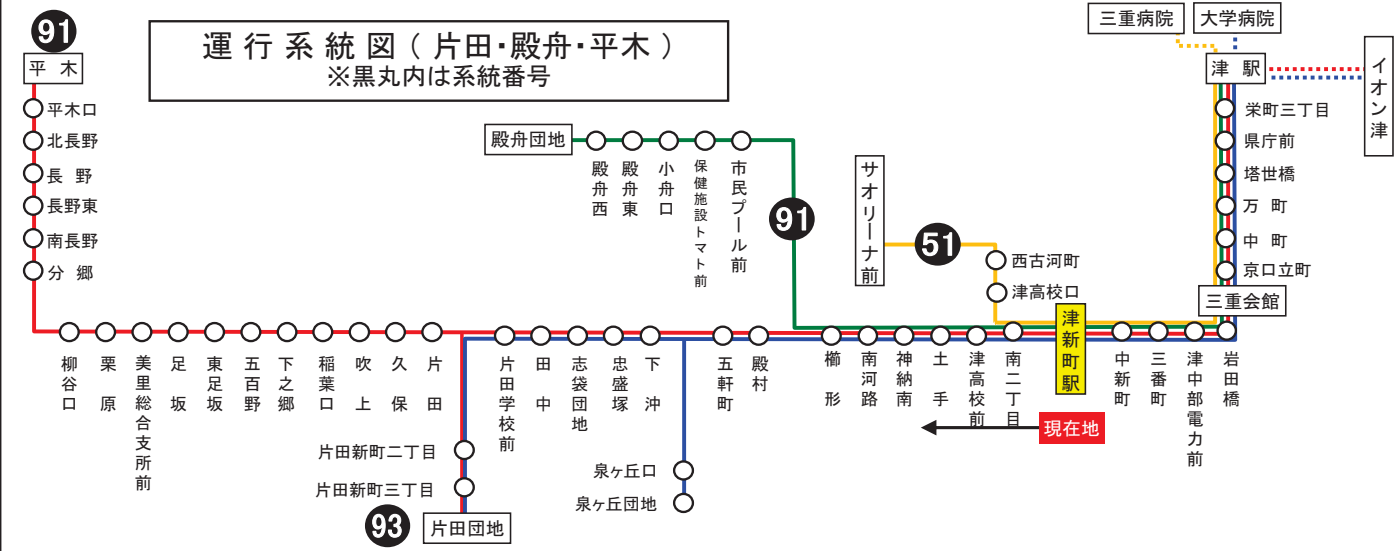 91
平木
運行系統図（片田・殿舟・平木）
※黒丸内は系統番号
三重病院
大学病院
津駅
イオン津
平木口
北長野
長野
長野東
南長野
分郷
殿舟団地
殿舟西
殿舟東
小舟口
保健施設トマト前
市民プール前
91
サオリーナ前
51
西古河町
津高校口
栄町三丁目
県庁前
塔世橋
万町
中町
京口立町
三重会館
津新町駅
柳谷口
栗原
美里総合支所前
足坂
東足坂
五百野
下之郷
稲葉口
吹上
久保
片田
片田学校前
田中
志袋団地
忠盛塚
下沖
五軒町
殿村
櫛形
南河路
神納南
土手
津高校前
南二丁目
中新町
三番町
津中部電力前
岩田橋
現在地
片田新町二丁目
片田新町三丁目
93
片田団地
泉ヶ丘口
泉ヶ丘団地